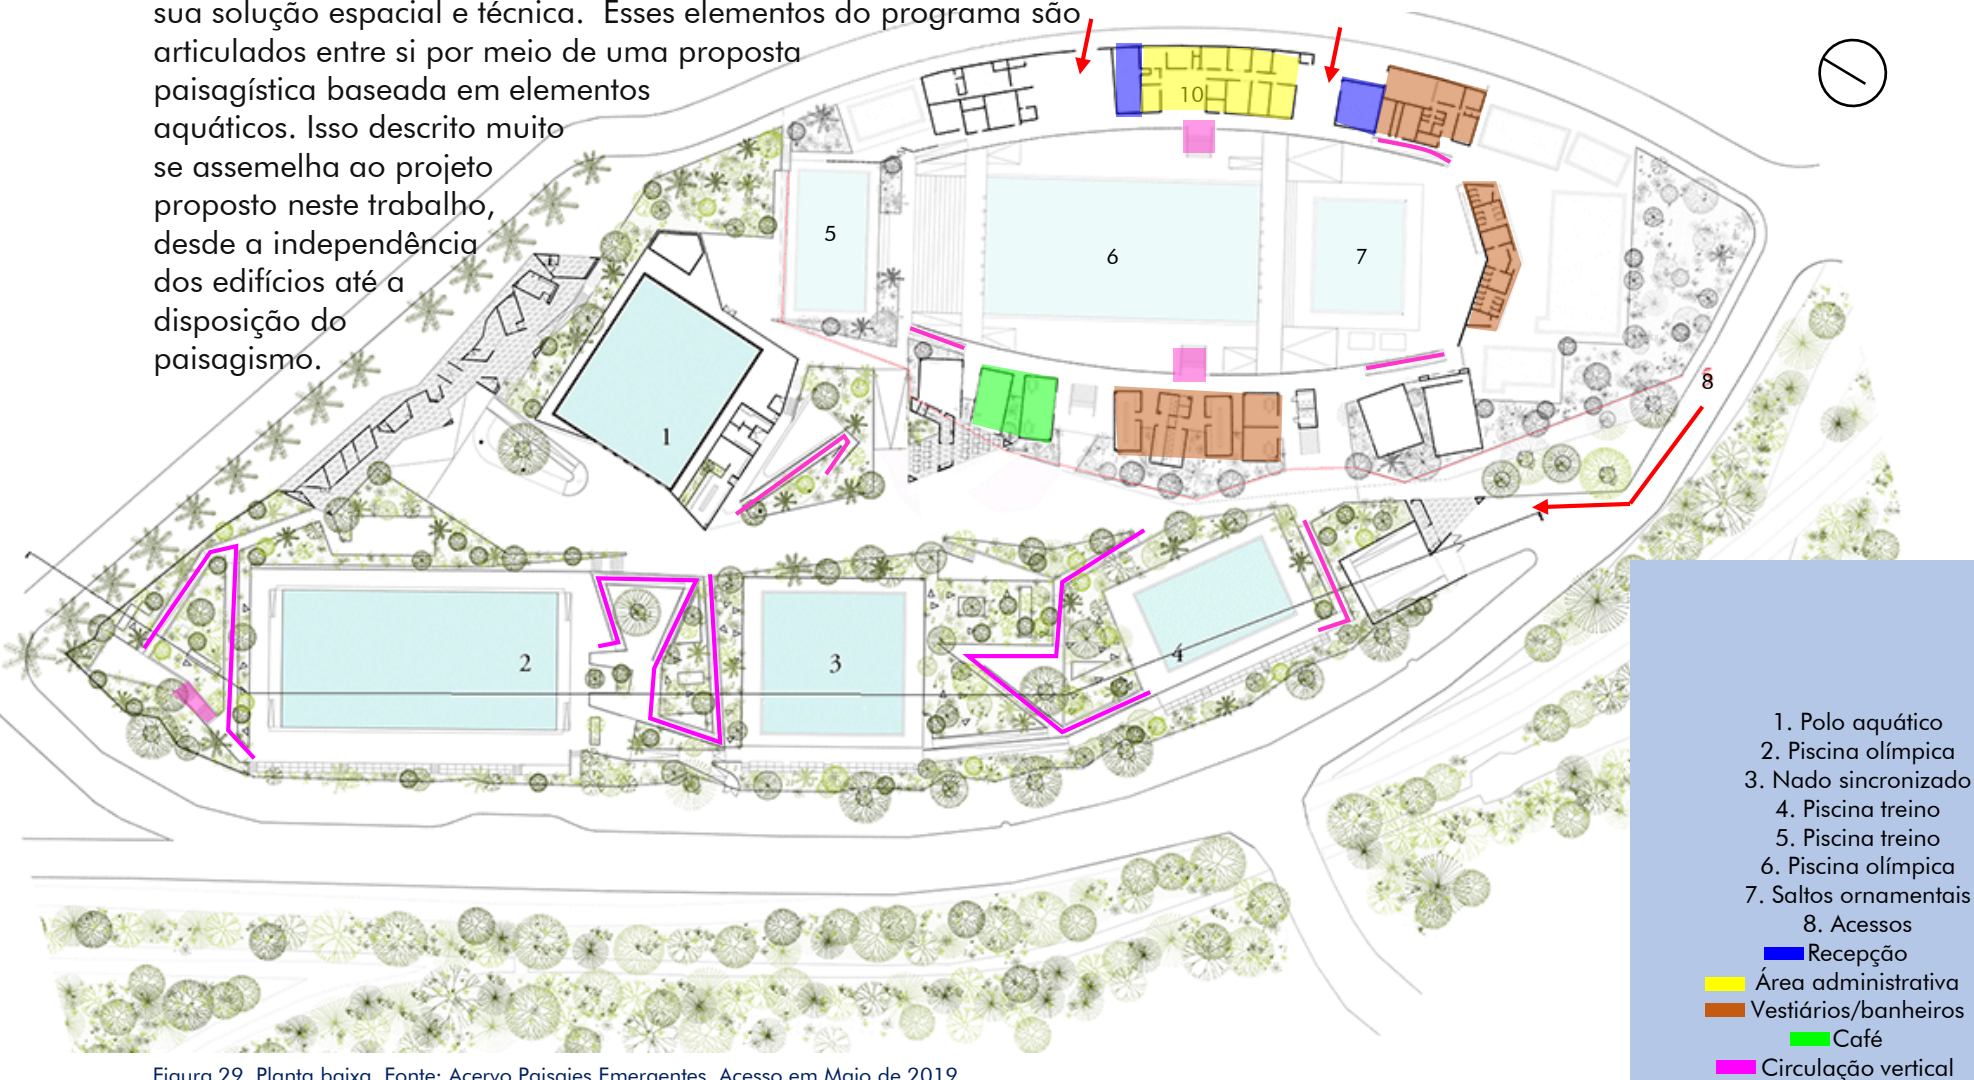 sua solução espacial e técnica. Esses elementos do programa são
articulados entre si por meio de uma proposta
paisagística baseada em elementos
aquáticos. Isso descrito muito
se assemelha ao projeto
proposto neste trabalho,
desde a independência
dos edifícios até a
disposição do
paisagismo.
10
5
6
7
8
1
2
3
4
1. Polo aquático
2. Piscina olímpica
3. Nado sincronizado
4. Piscina treino
5. Piscina treino
6. Piscina olímpica
7. Saltos ornamentais
8. Acessos
Recepção
Área administrativa
Vestiários/banheiros
Café
Circulação vertical
Figura 29. Planta baixa. Fonte: Acervo Paisajes Emergentes. Acesso em Maio de 2019